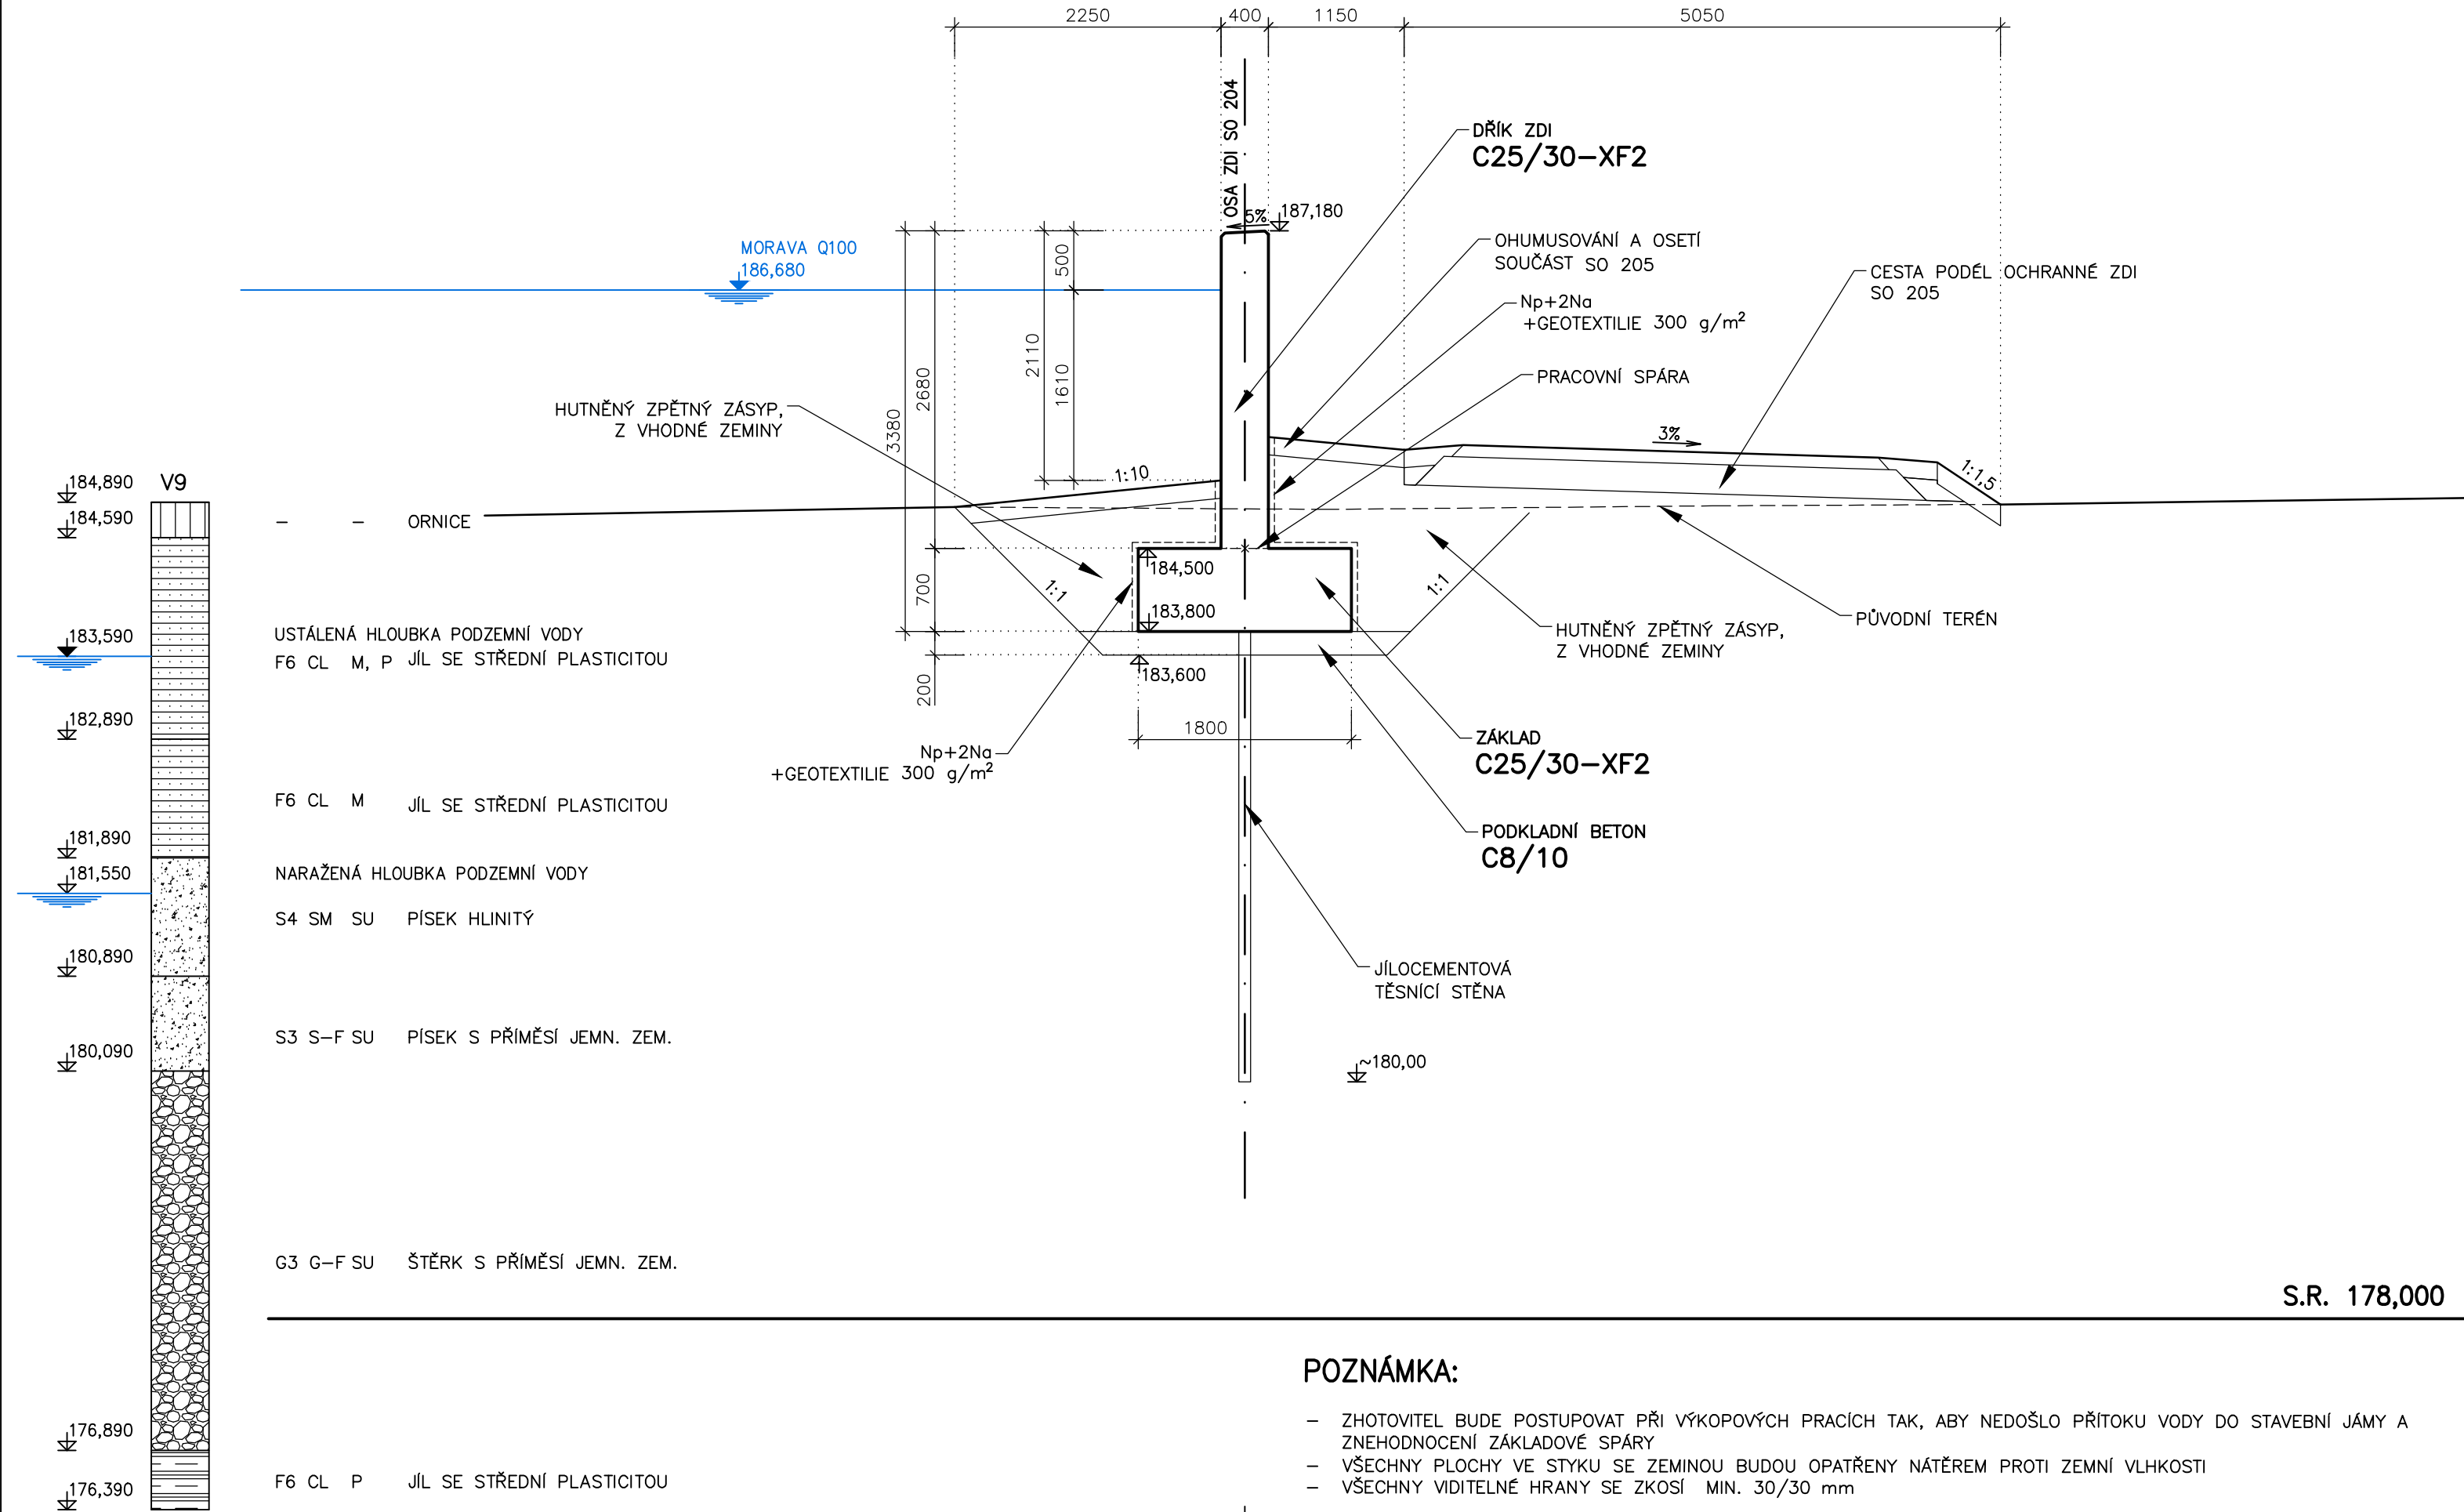 2250
400
1150
5050
OSA ZDI SO 204
DŘÍK ZDI
C25/30-XF2
5%
187,180
MORAVA Q100
186,680
OHUMUSOVÁNÍ A OSETÍ
SOUČÁST SO 205
CESTA PODÉL OCHRANNÉ ZDI
SO 205
Np+2Na
+GEOTEXTILIE 300 g/m²
PRACOVNÍ SPÁRA
500
2110
1610
2680
3380
700
200
HUTNĚNÝ ZPĚTNÝ ZÁSYP,
Z VHODNÉ ZEMINY
1:10
3%
1:1,5
1:1
1:1
184,500
183,800
183,600
1800
PŮVODNÍ TERÉN
HUTNĚNÝ ZPĚTNÝ ZÁSYP,
Z VHODNÉ ZEMINY
Np+2Na
+GEOTEXTILIE 300 g/m²
ZÁKLAD
C25/30-XF2
PODKLADNÍ BETON
C8/10
JÍLOCEMENTOVÁ
TĚSNÍCÍ STĚNA
~180,00
184,890 V9
184,590
- - ORNICE
USTÁLENÁ HLOUBKA PODZEMNÍ VODY
183,590
F6 CL M, P JÍL SE STŘEDNÍ PLASTICITOU
182,890
F6 CL M JÍL SE STŘEDNÍ PLASTICITOU
181,890
181,550
NARAŽENÁ HLOUBKA PODZEMNÍ VODY
S4 SM SU PÍSEK HLINITÝ
180,890
S3 S-F SU PÍSEK S PŘÍMĚSÍ JEMN. ZEM.
180,090
G3 G-F SU ŠTĚRK S PŘÍMĚSÍ JEMN. ZEM.
176,890
F6 CL P JÍL SE STŘEDNÍ PLASTICITOU
176,390
S.R. 178,000
POZNÁMKA:
- ZHOTOVITEL BUDE POSTUPOVAT PŘI VÝKOPOVÝCH PRACÍCH TAK, ABY NEDOŠLO PŘÍTOKU VODY DO STAVEBNÍ JÁMY A
ZNEHODNOCENÍ ZÁKLADOVÉ SPÁRY
- VŠECHNY PLOCHY VE STYKU SE ZEMINOU BUDOU OPATŘENY NÁTĚREM PROTI ZEMNÍ VLHKOSTI
- VŠECHNY VIDITELNÉ HRANY SE ZKOSÍ MIN. 30/30 mm